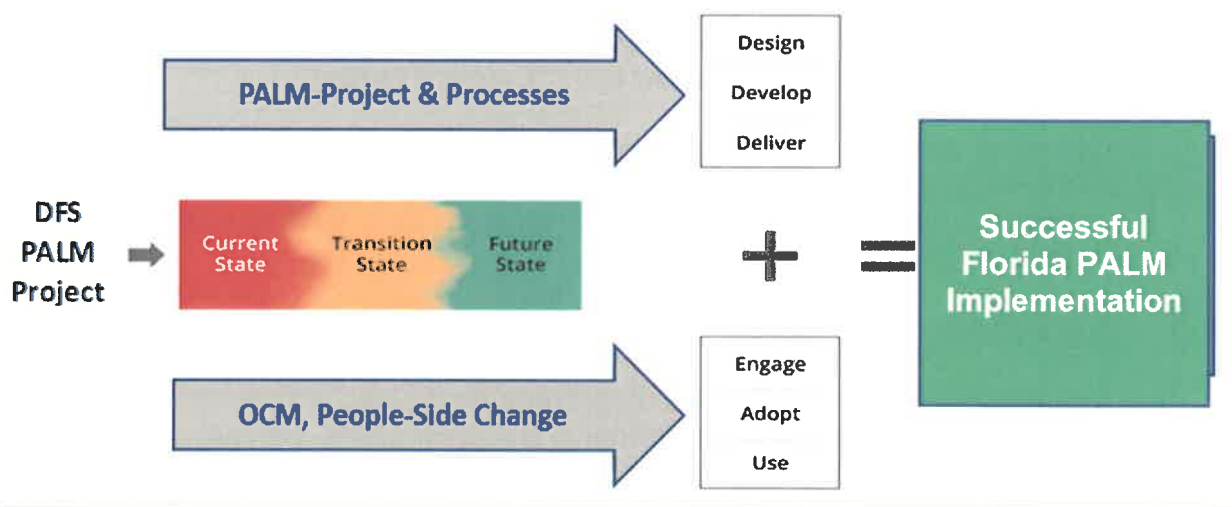 PALM-Project & Processes
Design
Develop
Deliver
DFS
PALM
Project
Current
State
Transition
State
Future
State
+
=
Successful
Florida PALM
Implementation
OCM, People-Side Change
Engage
Adopt
Use